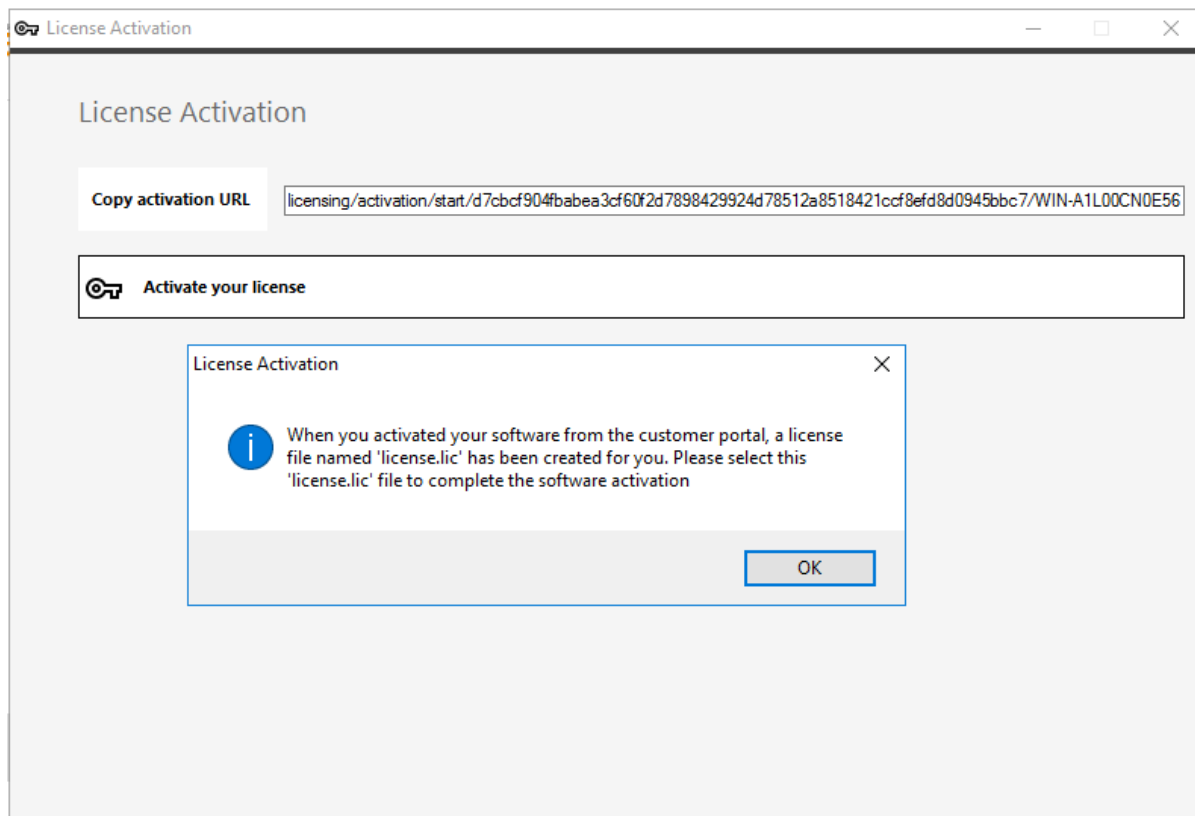 License Activation
License Activation
Copy activation URL
licensing/activation/start/d7cbcf904fbabea3cf60f2d7898429924d78512a8518421ccf8efd8d0945bbc7/WIN-A1L00CN0E56
Activate your license
License Activation
When you activated your software from the customer portal, a license
file named 'license.lic' has been created for you. Please select this
'license.lic' file to complete the software activation
OK